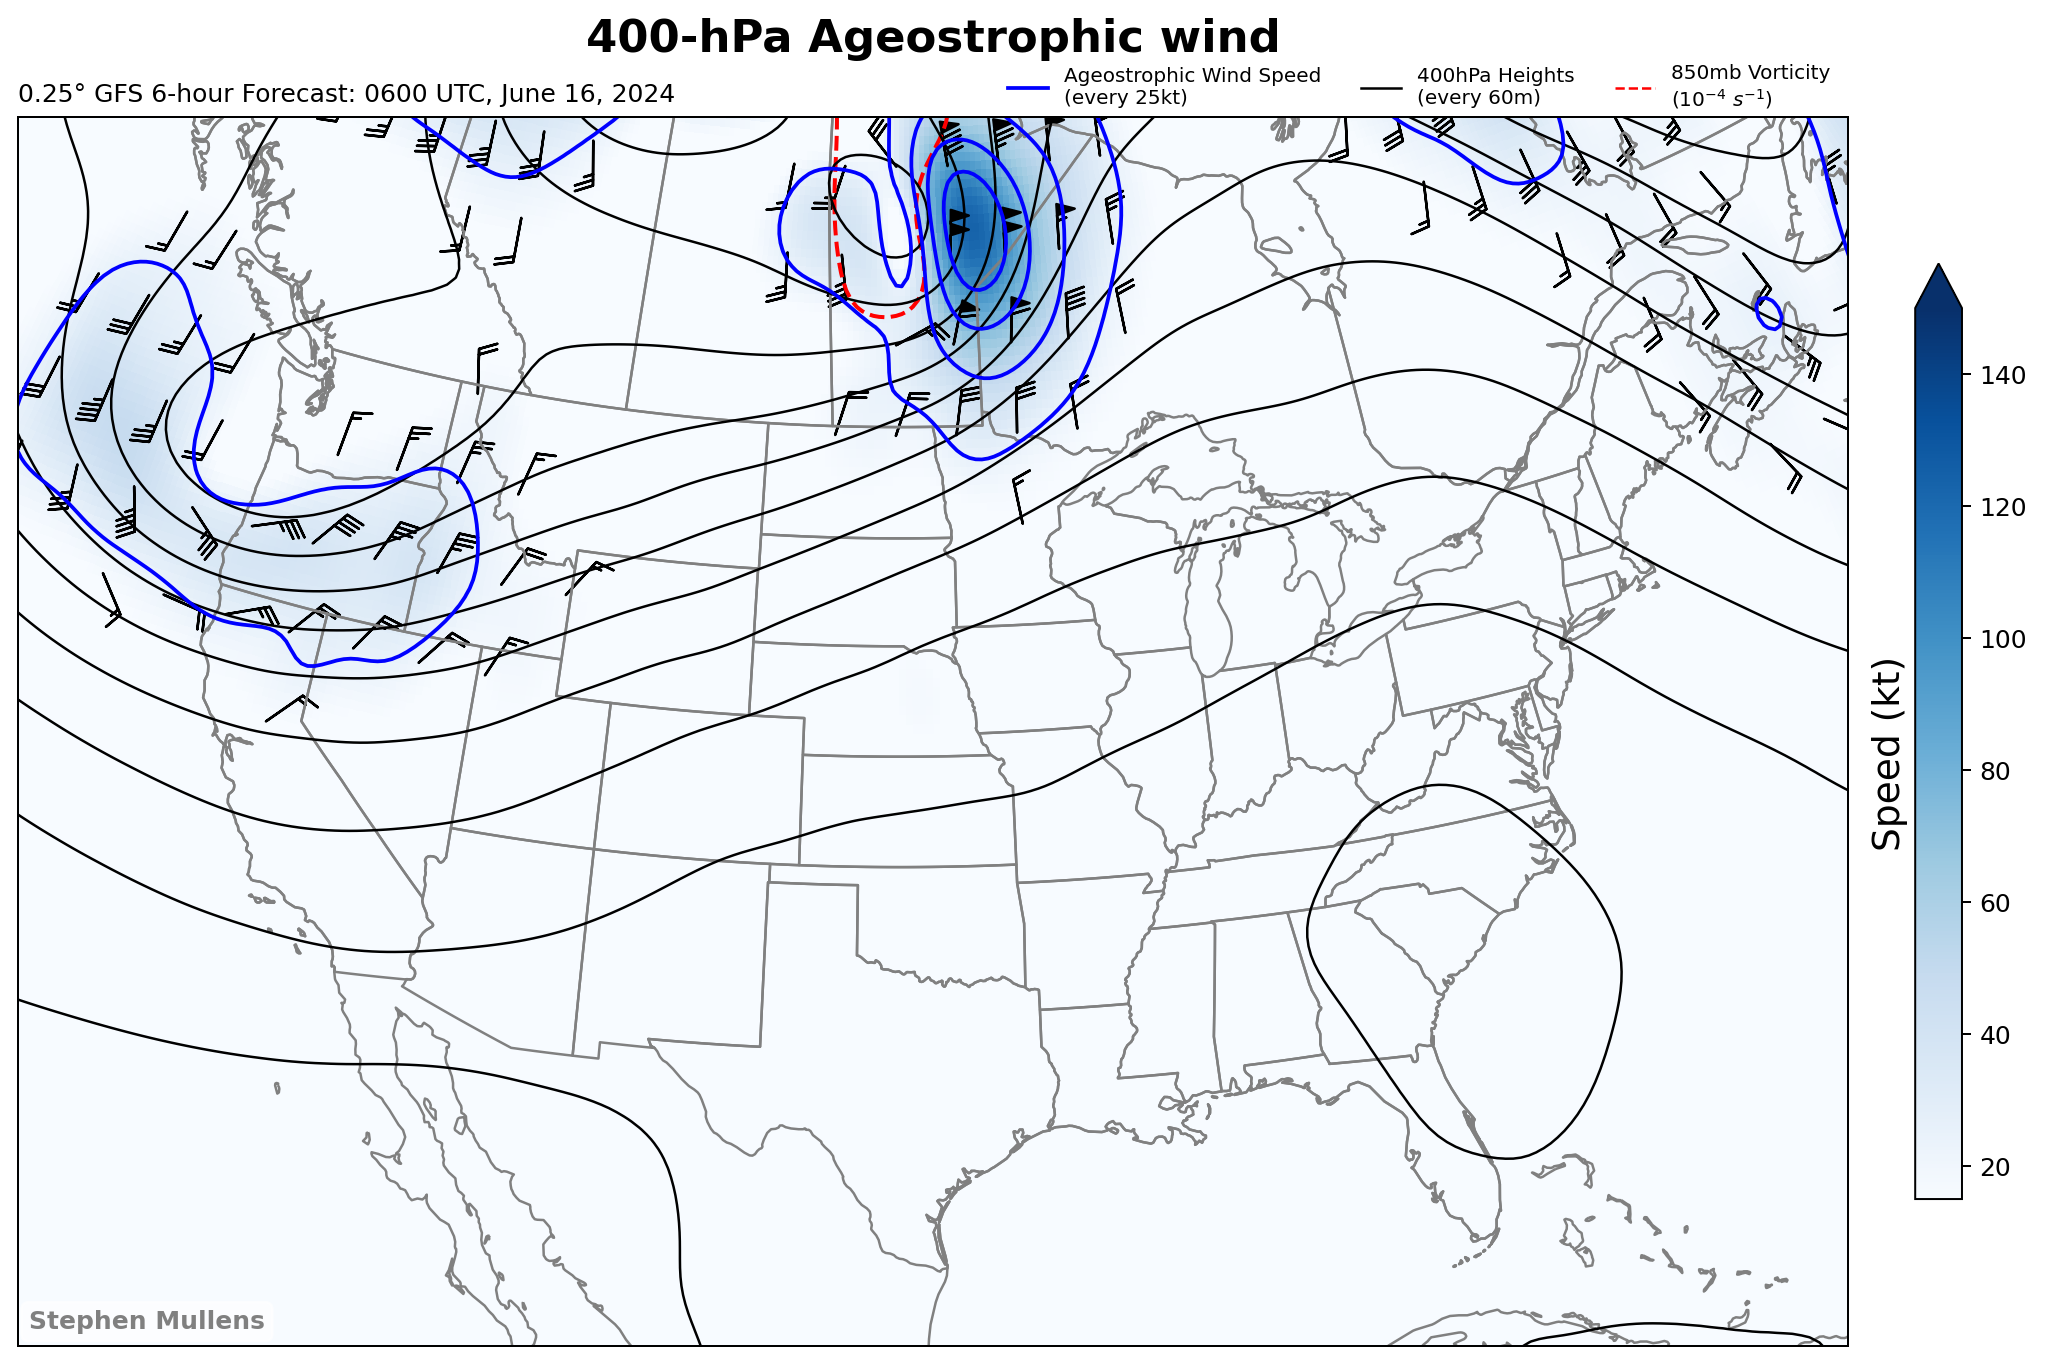 400-hPa Ageostrophic wind
0.25° GFS 6-hour Forecast: 0600 UTC, June 16, 2024
Ageostrophic Wind Speed
(every 25kt)
400hPa Heights
(every 60m)
850mb Vorticity
(10⁻⁴ s⁻¹)
140
120
100
80
60
40
20
Speed (kt)
Stephen Mullens